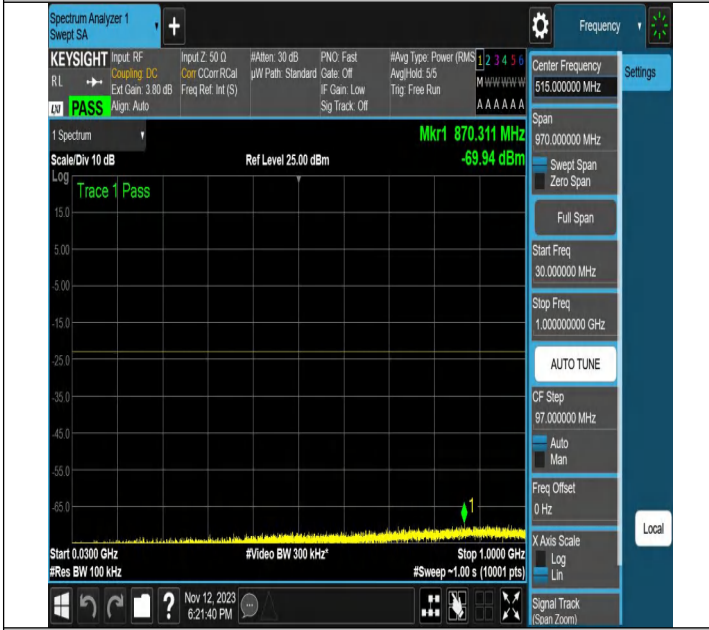 Spectrum Analyzer 1
Swept SA
+
Frequency
KEYSIGHT
RL
LXI
PASS
Input: RF
Coupling: DC
Ext Gain: 3.80 dB
Align: Auto
Input Z: 50 Ω
Corr CCorr RCal
Freq Ref: Int (S)
#Atten: 30 dB
µW Path: Standard
PNO: Fast
Gate: Off
IF Gain: Low
Sig Track: Off
#Avg Type: Power (RMS
Avg|Hold: 5/5
Trig: Free Run
1 2 3 4 5 6
M W W W W W
A A A A A A
1 Spectrum
Scale/Div 10 dB
Ref Level 25.00 dBm
Mkr1 870.311 MHz
-69.94 dBm
Log
Trace 1 Pass
15.0
5.00
-5.00
-15.0
-25.0
-35.0
-45.0
-55.0
-65.0
1
Start 0.0300 GHz
#Video BW 300 kHz*
Stop 1.0000 GHz
#Res BW 100 kHz
#Sweep ~1.00 s (10001 pts)
?
Nov 12, 2023
6:21:40 PM
Center Frequency
515.000000 MHz
Span
970.000000 MHz
Swept Span
Zero Span
Full Span
Start Freq
30.000000 MHz
Stop Freq
1.000000000 GHz
AUTO TUNE
CF Step
97.000000 MHz
Auto
Man
Freq Offset
0 Hz
X Axis Scale
Log
Lin
Signal Track
(Span Zoom)
Settings
Local